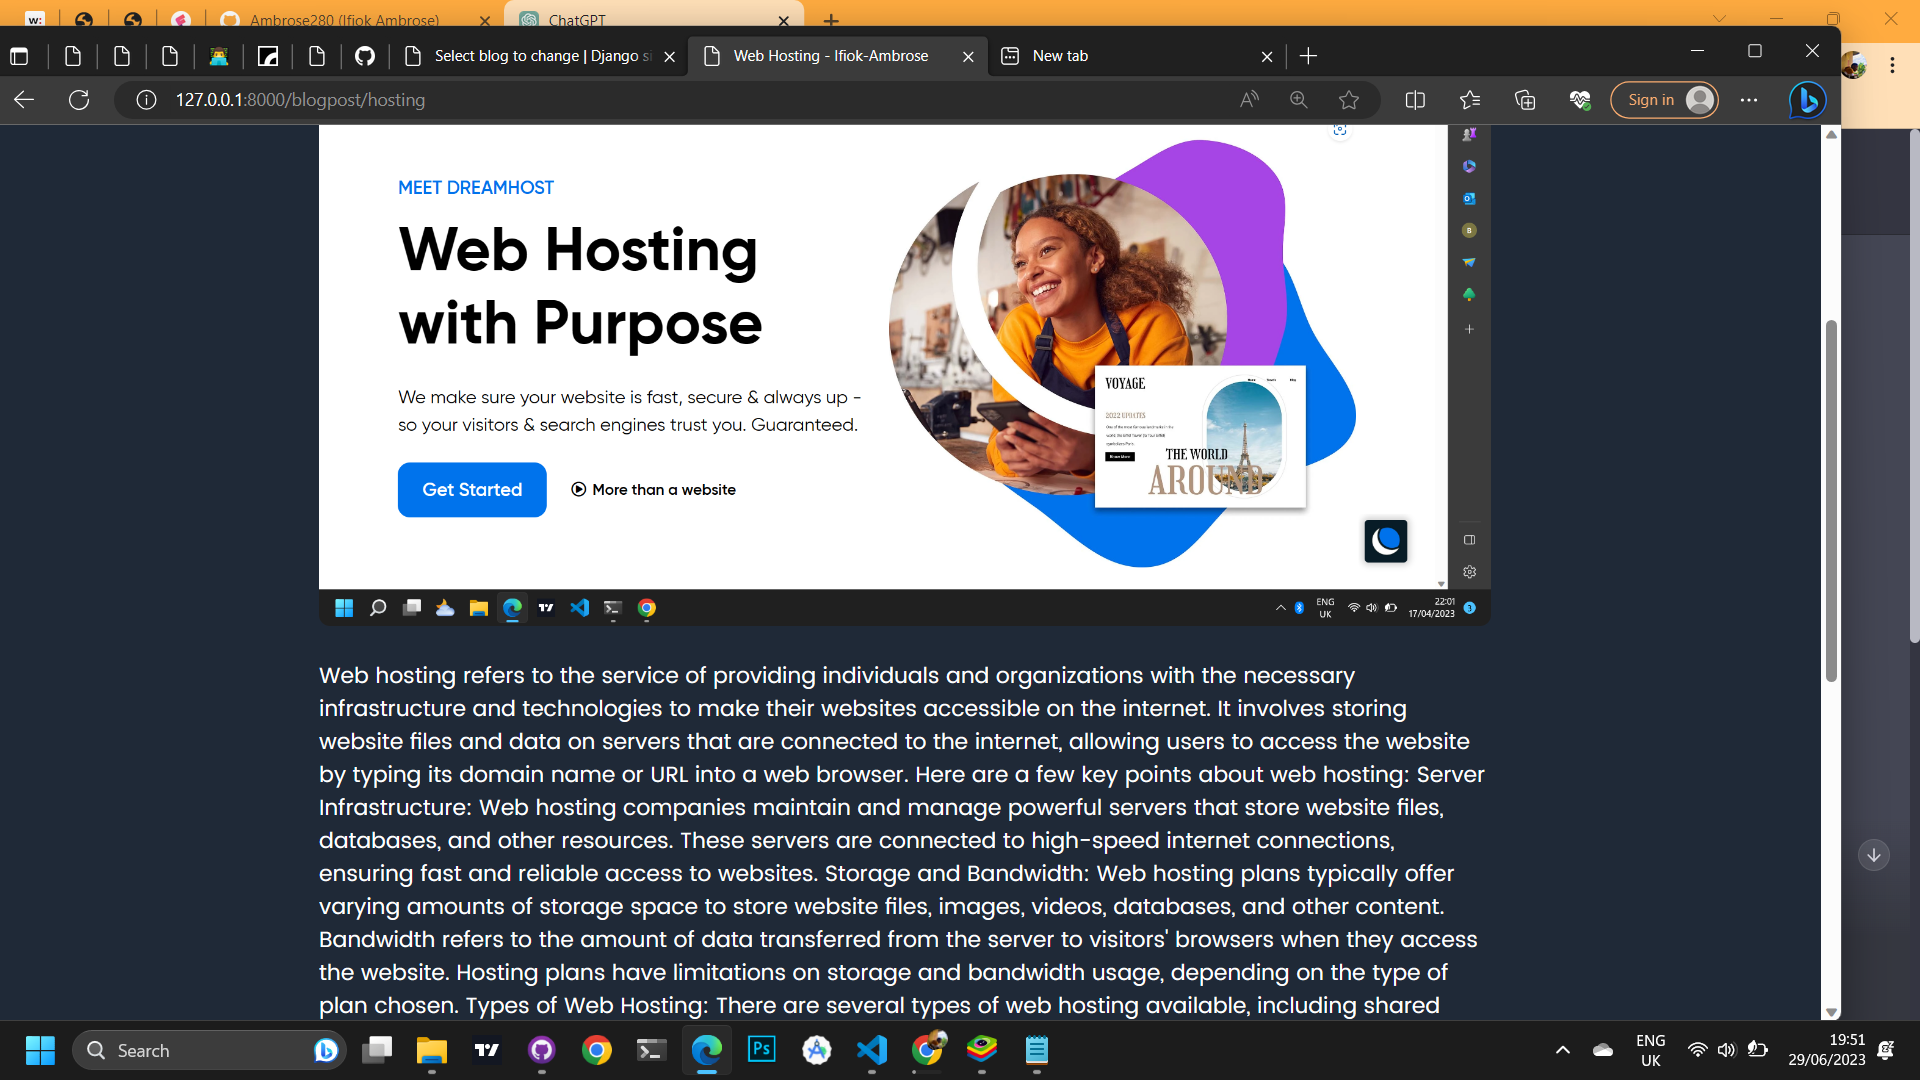 w:
Ambrose280 (Ifiok Ambrose)
ChatGPT
Select blog to change | Django si
Web Hosting - Ifiok-Ambrose
New tab
127.0.0.1:8000/blogpost/hosting
Sign in
MEET DREAMHOST
Web Hosting
with Purpose
We make sure your website is fast, secure & always up -
so your visitors & search engines trust you. Guaranteed.
Get Started
More than a website
VOYAGE
2022 UPDATES
Know More
THE WORLD
AROUND
B
ENG
UK
22:01
17/04/2023
Web hosting refers to the service of providing individuals and organizations with the necessary
infrastructure and technologies to make their websites accessible on the internet. It involves storing
website files and data on servers that are connected to the internet, allowing users to access the website
by typing its domain name or URL into a web browser. Here are a few key points about web hosting: Server
Infrastructure: Web hosting companies maintain and manage powerful servers that store website files,
databases, and other resources. These servers are connected to high-speed internet connections,
ensuring fast and reliable access to websites. Storage and Bandwidth: Web hosting plans typically offer
varying amounts of storage space to store website files, images, videos, databases, and other content.
Bandwidth refers to the amount of data transferred from the server to visitors' browsers when they access
the website. Hosting plans have limitations on storage and bandwidth usage, depending on the type of
plan chosen. Types of Web Hosting: There are several types of web hosting available, including shared
Search
Ps
ENG
UK
19:51
29/06/2023